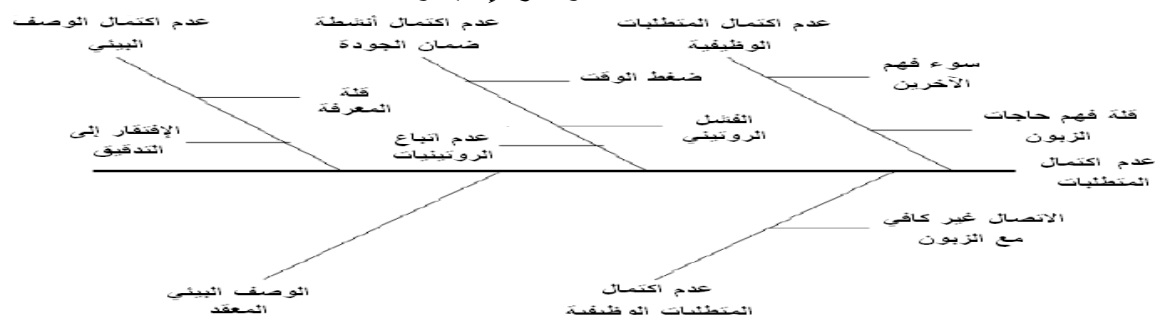 عدم اكتمال المتطلبات
الوظيفية
عدم اكتمال أنشطة
ضمان الجودة
عدم اكتمال الوصف
البيئي
سوء فهم
الآخرين
ضغط الوقت
قلة
المعرفة
قلة فهم حاجات
الزبون
الفشل
الروتيني
عدم اتباع
الروتينيات
الإفتقار إلى
التدقيق
عدم اكتمال
المتطلبات
الاتصال غير كافي
مع الزبون
عدم اكتمال
المتطلبات الوظيفية
الوصف البيئي
المعقد